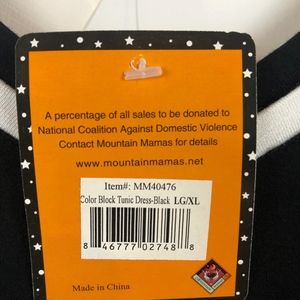 A percentage of all sales to be donated to
National Coalition Against Domestic Violence
Contact Mountain Mamas for details
www.mountainmamas.net
Item#: MM40476
Color Block Tunic Dress-Black LG/XL
8 46777 02748 8
Made in China